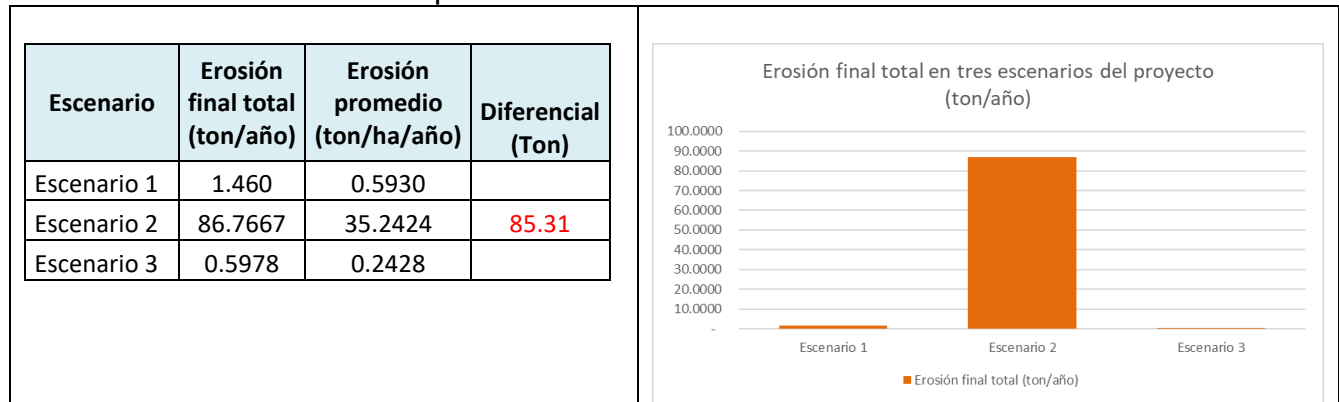 Escenario
Erosión
final total
(ton/año)
Erosión
promedio
(ton/ha/año)
Diferencial
(Ton)
Escenario 1 1.460 0.5930
Escenario 2 86.7667 35.2424 85.31
Escenario 3 0.5978 0.2428
Erosión final total en tres escenarios del proyecto
(ton/año)
100.0000
90.0000
80.0000
70.0000
60.0000
50.0000
40.0000
30.0000
20.0000
10.0000
-
Escenario 1 Escenario 2 Escenario 3
Erosión final total (ton/año)